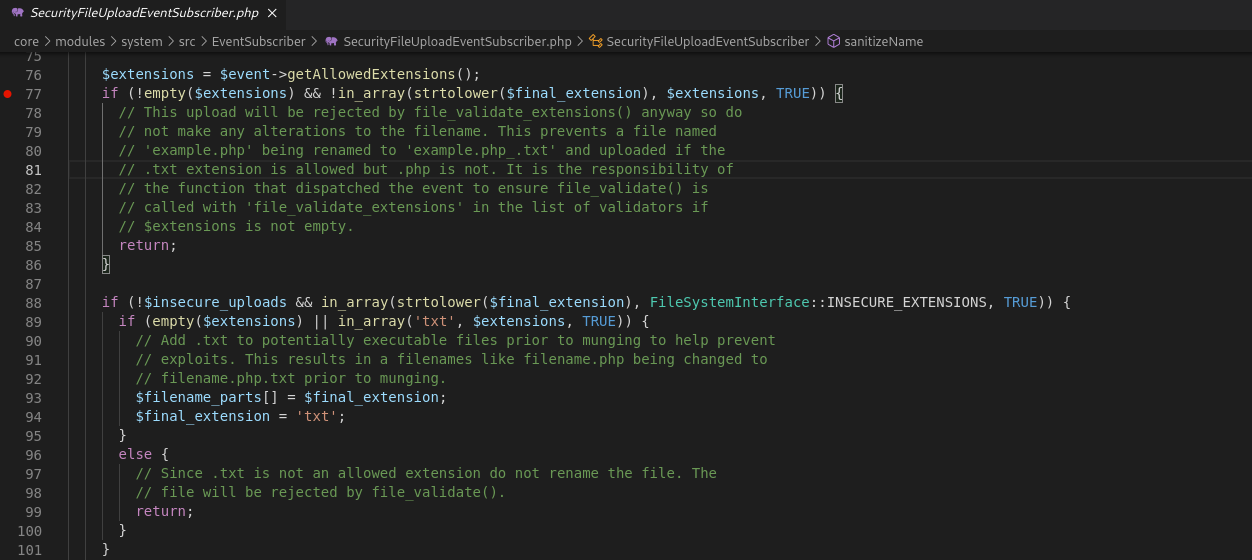 SecurityFileUploadEventSubscriber.php ×
core > modules > system > src > EventSubscriber > SecurityFileUploadEventSubscriber.php > SecurityFileUploadEventSubscriber > sanitizeName
75
76 $extensions = $event->getAllowedExtensions();
77 if (!empty($extensions) && !in_array(strtolower($final_extension), $extensions, TRUE)) {
78 // This upload will be rejected by file_validate_extensions() anyway so do
79 // not make any alterations to the filename. This prevents a file named
80 // 'example.php' being renamed to 'example.php_.txt' and uploaded if the
81 // .txt extension is allowed but .php is not. It is the responsibility of
82 // the function that dispatched the event to ensure file_validate() is
83 // called with 'file_validate_extensions' in the list of validators if
84 // $extensions is not empty.
85 return;
86 }
87
88 if (!$insecure_uploads && in_array(strtolower($final_extension), FileSystemInterface::INSECURE_EXTENSIONS, TRUE)) {
89 if (empty($extensions) || in_array('txt', $extensions, TRUE)) {
90 // Add .txt to potentially executable files prior to munging to help prevent
91 // exploits. This results in a filenames like filename.php being changed to
92 // filename.php.txt prior to munging.
93 $filename_parts[] = $final_extension;
94 $final_extension = 'txt';
95 }
96 else {
97 // Since .txt is not an allowed extension do not rename the file. The
98 // file will be rejected by file_validate().
99 return;
100 }
101 }